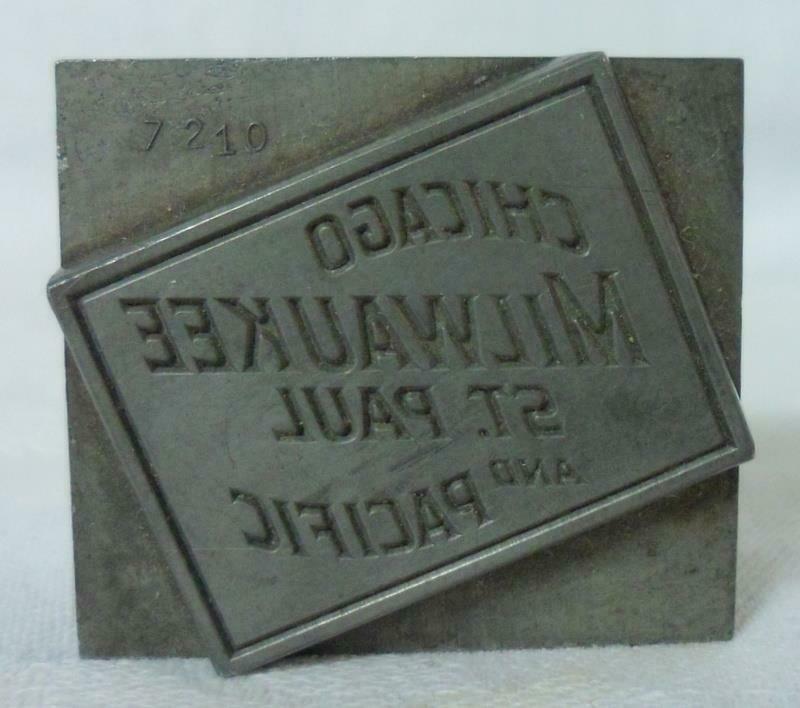 7210
CHICAGO
MILWAUKEE
ST. PAUL
AND PACIFIC